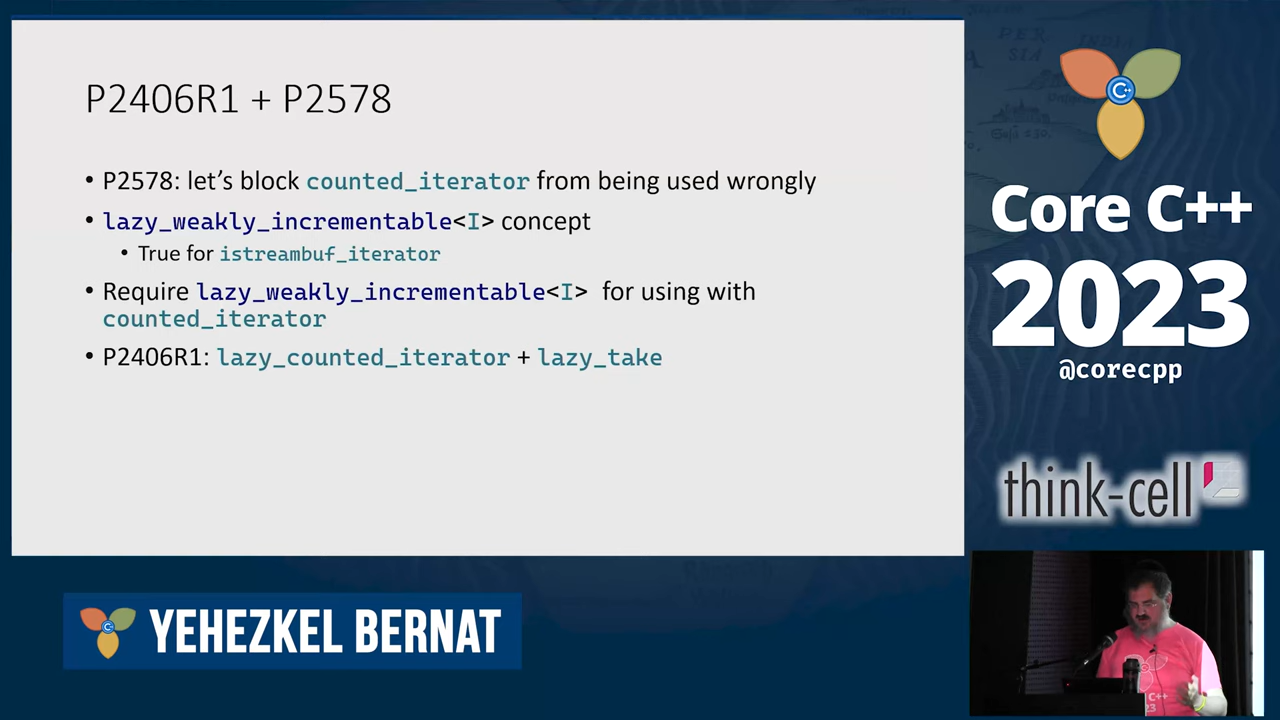 P2406R1 + P2578
• P2578: let's block counted_iterator from being used wrongly
• lazy_weakly_incrementable<I> concept
• True for istreambuf_iterator
• Require lazy_weakly_incrementable<I> for using with
counted_iterator
• P2406R1: lazy_counted_iterator + lazy_take
C++
Core C++
2023
@corecpp
think-cell
YEHEZKEL BERNAT